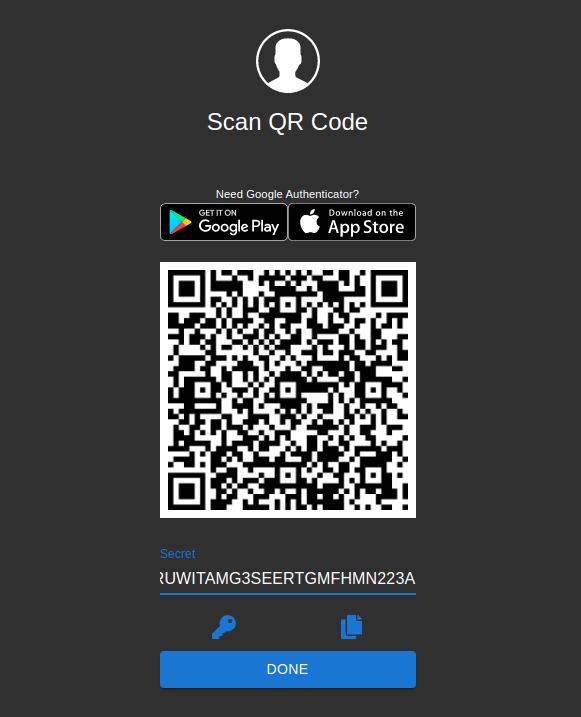 Scan QR Code
Need Google Authenticator?
GET IT ON
Google Play
Download on the
App Store
Secret
RUWITAMG3SEERTGMFHMN223A
DONE